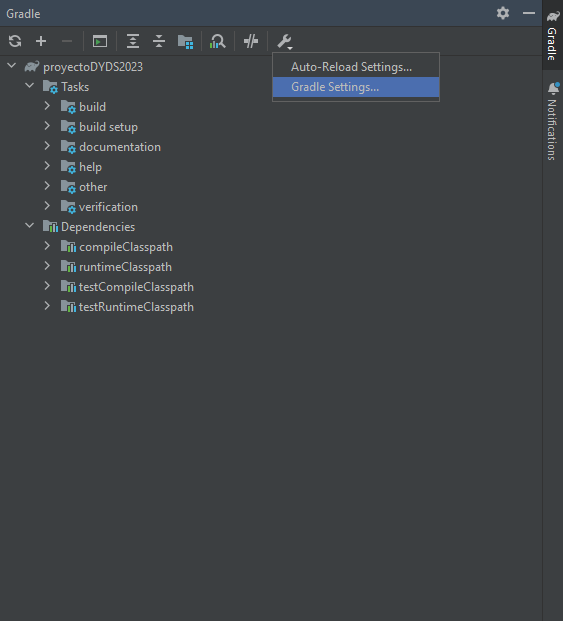 Gradle
Auto-Reload Settings...
Gradle Settings...
proyectoDYDS2023
Tasks
build
build setup
documentation
help
other
verification
Dependencies
compileClasspath
runtimeClasspath
testCompileClasspath
testRuntimeClasspath
Gradle
Notifications